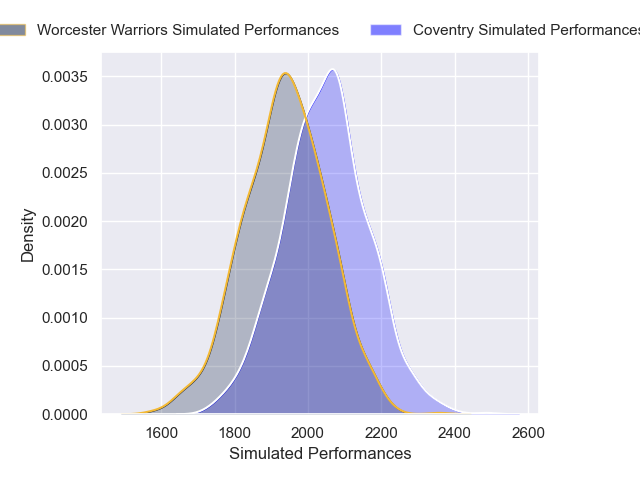 Worcester Warriors Simulated Performances
Coventry Simulated Performances
0.0035
0.0030
0.0025
0.0020
0.0015
0.0010
0.0005
0.0000
Density
1600 1800 2000 2200 2400 2600
Simulated Performances